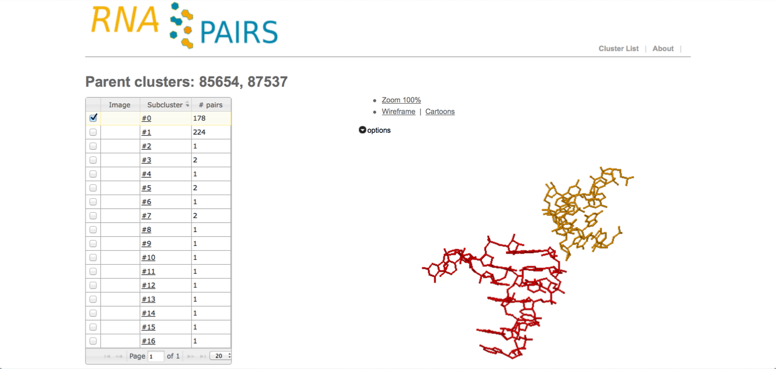 RNA
PAIRS
Cluster List | About |
Parent clusters: 85654, 87537
Image Subcluster # pairs
#0 178
#1 224
#2 1
#3 2
#4 1
#5 2
#6 1
#7 2
#8 1
#9 1
#10 1
#11 1
#12 1
#13 1
#14 1
#15 1
#16 1
Page 1 of 1 20
Zoom 100%
Wireframe | Cartoons
options